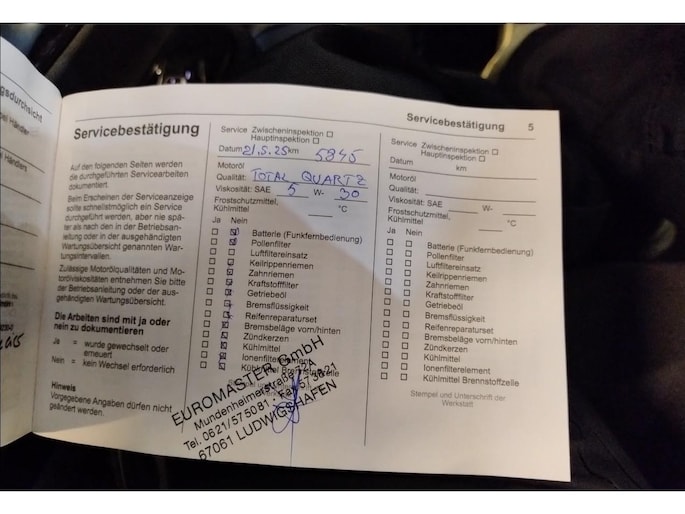 gsdurchsicht
Servicebestätigung
Auf den folgenden Seiten werden
die durchgeführten Servicearbeiten
dokumentiert.
Beim Erscheinen der Serviceanzeige
sollte schnellstmöglich ein Service
durchgeführt werden, aber nie spä-
ter als nach den in der Betriebsan-
leitung oder in der ausgehändigten
Wartungsübersicht genannten War-
tungsintervallen.
Zulässige Motorölqualitäten und Mo-
torölviskositäten entnehmen Sie bitte
der Betriebsanleitung oder der aus-
gehändigten Wartungsübersicht.
Die Arbeiten sind mit ja oder
nein zu dokumentieren
Ja = wurde gewechselt oder
erneuert
Nein = kein Wechsel erforderlich
Hinweis
Vorgegebene Angaben dürfen nicht
geändert werden.
Service Zwischeninspektion
Hauptinspektion
Datum 21.5.25 km 5845
Motoröl
Qualität: TOTAL QUARTZ
Viskosität: SAE 5 W- 30
Frostschutzmittel,
Kühlmittel °C
Ja Nein
Batterie (Funkfernbedienung)
Pollenfilter
Luftfiltereinsatz
Keilrippenriemen
Zahnriemen
Kraftstofffilter
Getriebeöl
Bremsflüssigkeit
Reifenreparaturset
Bremsbeläge vorn/hinten
Zündkerzen
Kühlmittel
Ionenfilterelement
EUROMASTER GmbH
Mundenheimerstraße 72A
Tel. 0621/575081 · Fax 573821
67061 LUDWIGSHAFEN
Servicebestätigung 5
Service Zwischeninspektion
Hauptinspektion
Datum km
Motoröl
Qualität:
Viskosität: SAE W-
Frostschutzmittel,
Kühlmittel °C
Ja Nein
Batterie (Funkfernbedienung)
Pollenfilter
Luftfiltereinsatz
Keilrippenriemen
Zahnriemen
Kraftstofffilter
Getriebeöl
Bremsflüssigkeit
Reifenreparaturset
Bremsbeläge vorn/hinten
Zündkerzen
Kühlmittel
Ionenfilterelement
Kühlmittel Brennstoffzelle
Stempel und Unterschrift der
Werkstatt